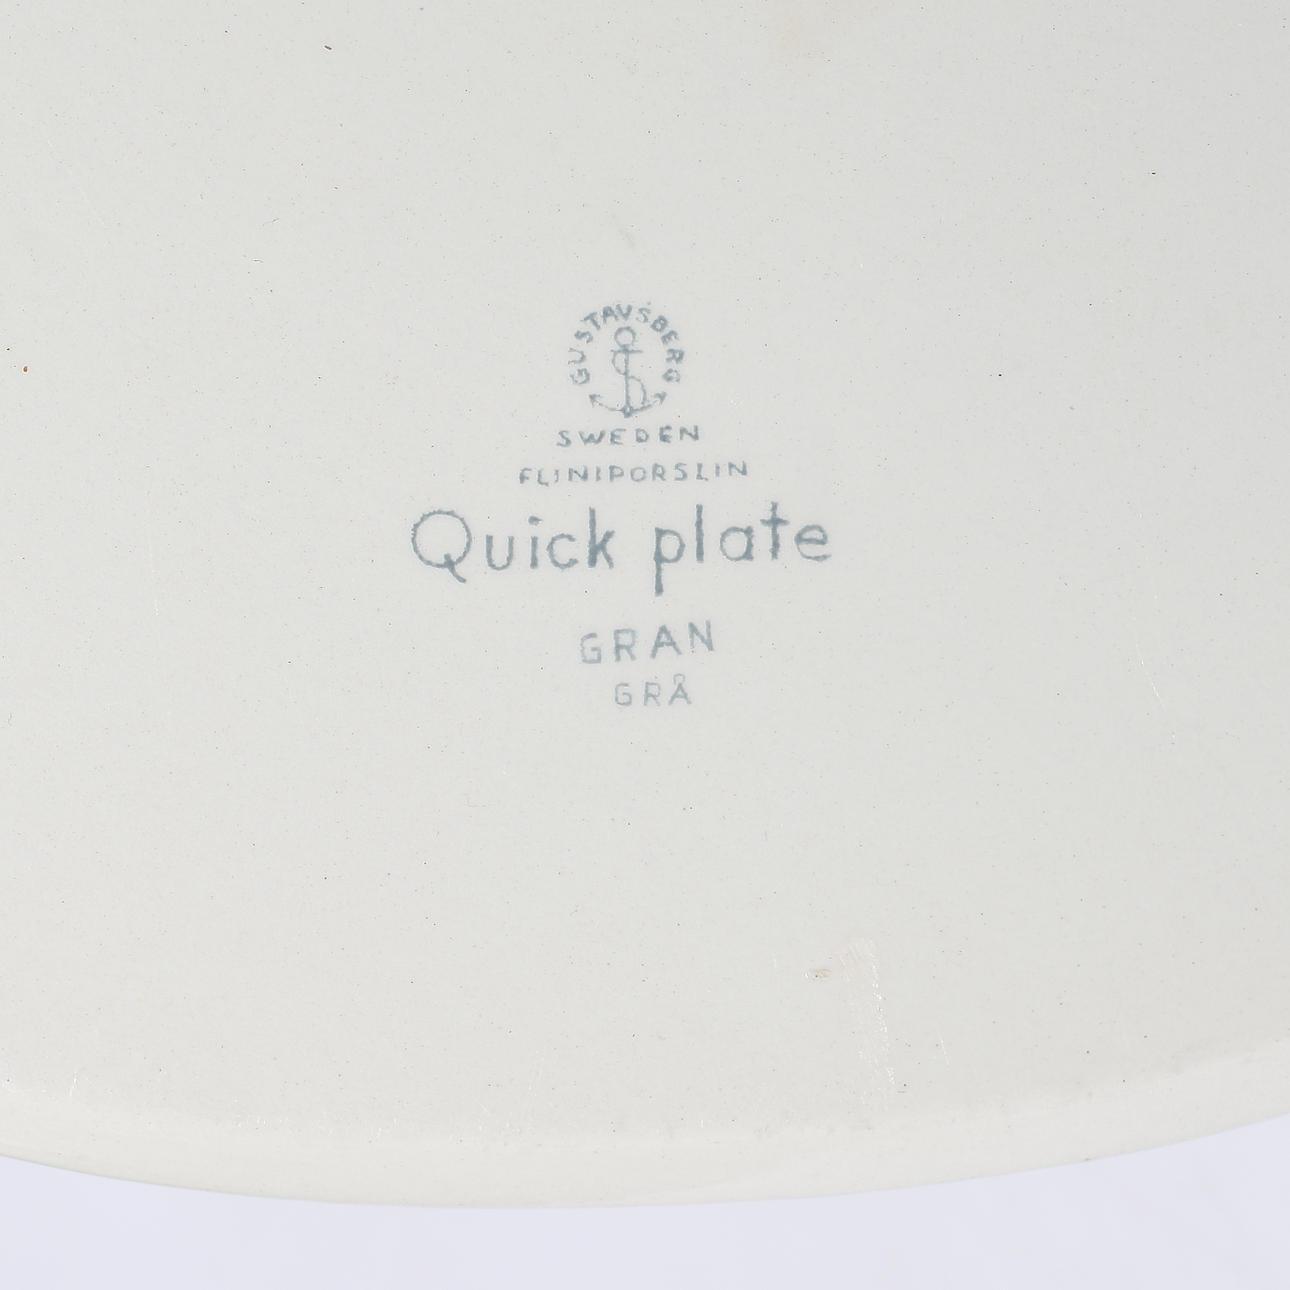 GUSTAVSBERG
SWEDEN
FLINTPORSLIN
Quick plate
GRAN
GRÅ